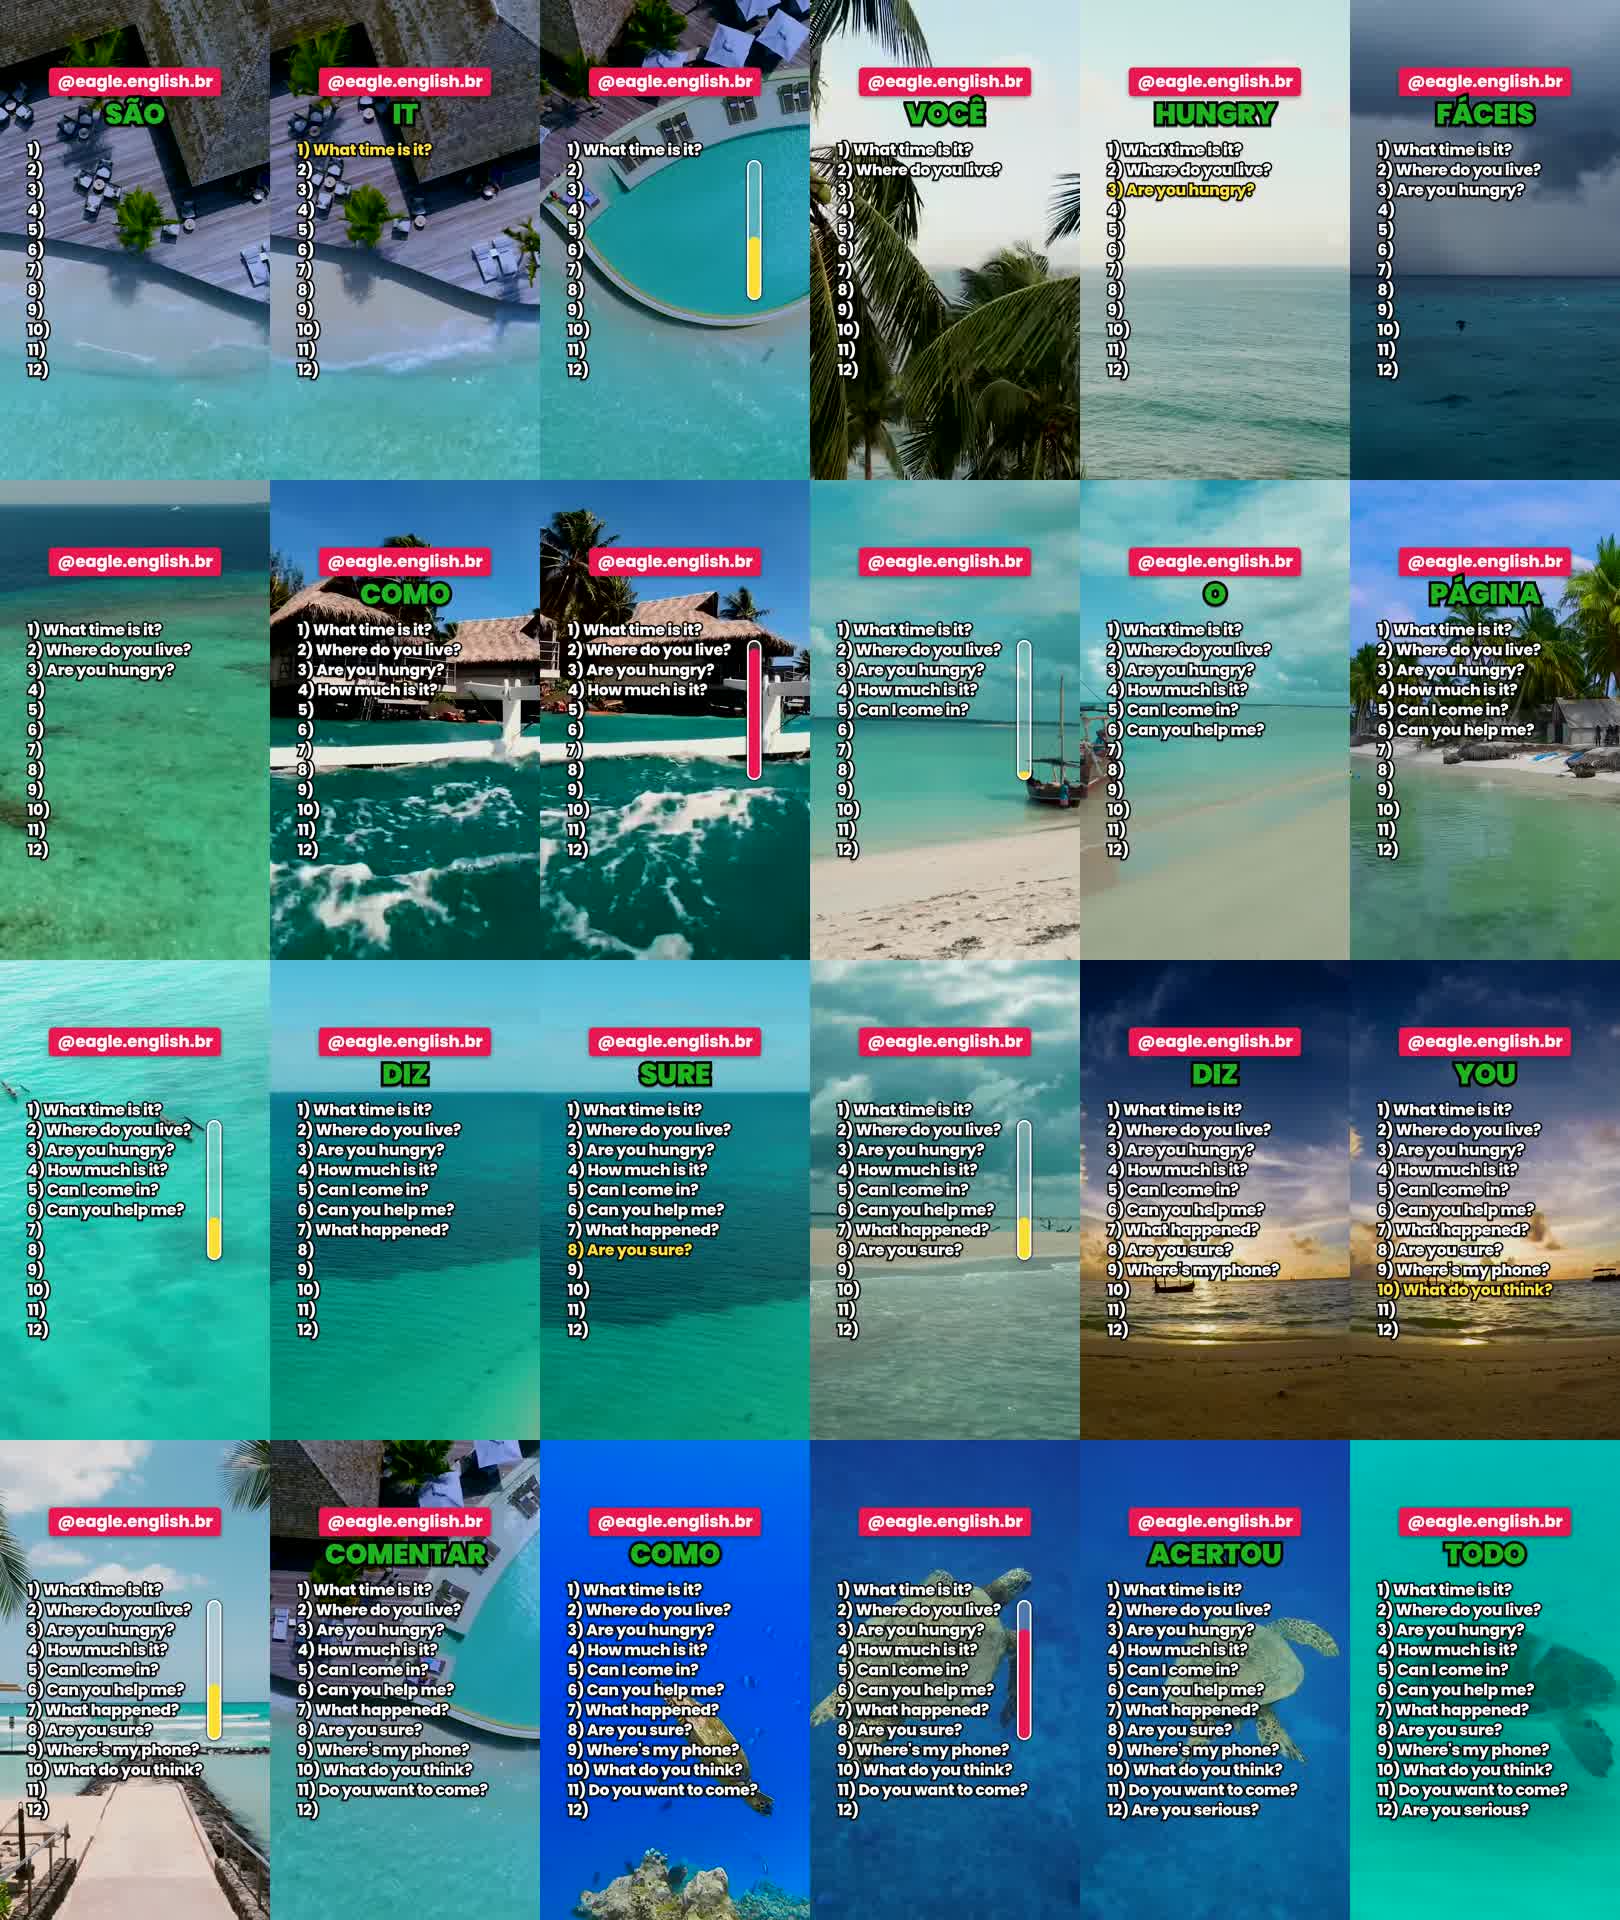 @eagle.english.br
SÃO
1)
2)
3)
4)
5)
6)
7)
8)
9)
10)
11)
12)
@eagle.english.br
IT
1) What time is it?
2)
3)
4)
5)
6)
7)
8)
9)
10)
11)
12)
@eagle.english.br
1) What time is it?
2)
3)
4)
5)
6)
7)
8)
9)
10)
11)
12)
@eagle.english.br
VOCÊ
1) What time is it?
2) Where do you live?
3)
4)
5)
6)
7)
8)
9)
10)
11)
12)
@eagle.english.br
HUNGRY
1) What time is it?
2) Where do you live?
3) Are you hungry?
4)
5)
6)
7)
8)
9)
10)
11)
12)
@eagle.english.br
FÁCEIS
1) What time is it?
2) Where do you live?
3) Are you hungry?
4)
5)
6)
7)
8)
9)
10)
11)
12)
@eagle.english.br
1) What time is it?
2) Where do you live?
3) Are you hungry?
4)
5)
6)
7)
8)
9)
10)
11)
12)
@eagle.english.br
COMO
1) What time is it?
2) Where do you live?
3) Are you hungry?
4) How much is it?
5)
6)
7)
8)
9)
10)
11)
12)
@eagle.english.br
1) What time is it?
2) Where do you live?
3) Are you hungry?
4) How much is it?
5)
6)
7)
8)
9)
10)
11)
12)
@eagle.english.br
1) What time is it?
2) Where do you live?
3) Are you hungry?
4) How much is it?
5) Can I come in?
6)
7)
8)
9)
10)
11)
12)
@eagle.english.br
O
1) What time is it?
2) Where do you live?
3) Are you hungry?
4) How much is it?
5) Can I come in?
6) Can you help me?
7)
8)
9)
10)
11)
12)
@eagle.english.br
PÁGINA
1) What time is it?
2) Where do you live?
3) Are you hungry?
4) How much is it?
5) Can I come in?
6) Can you help me?
7)
8)
9)
10)
11)
12)
@eagle.english.br
1) What time is it?
2) Where do you live?
3) Are you hungry?
4) How much is it?
5) Can I come in?
6) Can you help me?
7)
8)
9)
10)
11)
12)
@eagle.english.br
DIZ
1) What time is it?
2) Where do you live?
3) Are you hungry?
4) How much is it?
5) Can I come in?
6) Can you help me?
7) What happened?
8)
9)
10)
11)
12)
@eagle.english.br
SURE
1) What time is it?
2) Where do you live?
3) Are you hungry?
4) How much is it?
5) Can I come in?
6) Can you help me?
7) What happened?
8) Are you sure?
9)
10)
11)
12)
@eagle.english.br
1) What time is it?
2) Where do you live?
3) Are you hungry?
4) How much is it?
5) Can I come in?
6) Can you help me?
7) What happened?
8) Are you sure?
9)
10)
11)
12)
@eagle.english.br
DIZ
1) What time is it?
2) Where do you live?
3) Are you hungry?
4) How much is it?
5) Can I come in?
6) Can you help me?
7) What happened?
8) Are you sure?
9) Where's my phone?
10)
11)
12)
@eagle.english.br
YOU
1) What time is it?
2) Where do you live?
3) Are you hungry?
4) How much is it?
5) Can I come in?
6) Can you help me?
7) What happened?
8) Are you sure?
9) Where's my phone?
10) What do you think?
11)
12)
@eagle.english.br
1) What time is it?
2) Where do you live?
3) Are you hungry?
4) How much is it?
5) Can I come in?
6) Can you help me?
7) What happened?
8) Are you sure?
9) Where's my phone?
10) What do you think?
11)
12)
@eagle.english.br
COMENTAR
1) What time is it?
2) Where do you live?
3) Are you hungry?
4) How much is it?
5) Can I come in?
6) Can you help me?
7) What happened?
8) Are you sure?
9) Where's my phone?
10) What do you think?
11) Do you want to come?
12)
@eagle.english.br
COMO
1) What time is it?
2) Where do you live?
3) Are you hungry?
4) How much is it?
5) Can I come in?
6) Can you help me?
7) What happened?
8) Are you sure?
9) Where's my phone?
10) What do you think?
11) Do you want to come?
12)
@eagle.english.br
1) What time is it?
2) Where do you live?
3) Are you hungry?
4) How much is it?
5) Can I come in?
6) Can you help me?
7) What happened?
8) Are you sure?
9) Where's my phone?
10) What do you think?
11) Do you want to come?
12)
@eagle.english.br
ACERTOU
1) What time is it?
2) Where do you live?
3) Are you hungry?
4) How much is it?
5) Can I come in?
6) Can you help me?
7) What happened?
8) Are you sure?
9) Where's my phone?
10) What do you think?
11) Do you want to come?
12) Are you serious?
@eagle.english.br
TODO
1) What time is it?
2) Where do you live?
3) Are you hungry?
4) How much is it?
5) Can I come in?
6) Can you help me?
7) What happened?
8) Are you sure?
9) Where's my phone?
10) What do you think?
11) Do you want to come?
12) Are you serious?